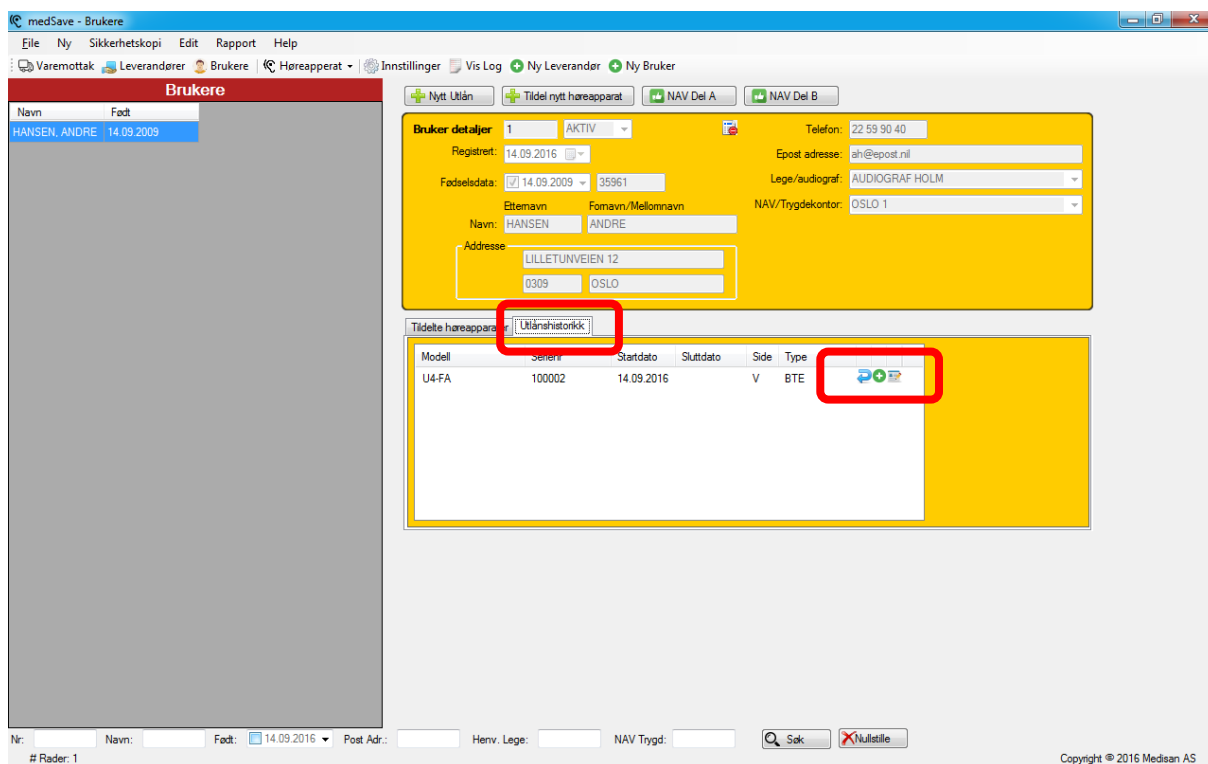 medSave - Brukere
File Ny Sikkerhetskopi Edit Rapport Help
Varemottak Leverandører Brukere Høreapperat Innstillinger Vis Log Ny Leverandør Ny Bruker
Brukere
Navn Født
HANSEN, ANDRE 14.09.2009
Nytt Utlån Tildel nytt høreapparat NAV Del A NAV Del B
Bruker detaljer 1 AKTIV Telefon: 22 59 90 40
Registrert: 14.09.2016 Epost adresse: ah@epost.nil
Fødselsdata: 14.09.2009 35961 Lege/audiograf: AUDIOGRAF HOLM
Etternavn Fornavn/Mellomnavn NAV/Trygdekontor: OSLO 1
Navn: HANSEN ANDRE
Addresse
LILLETUNVEIEN 12
0309 OSLO
Tildelte høreapparater Utlånshistorikk
Modell Serienr Startdato Sluttdato Side Type
U4-FA 100002 14.09.2016 V BTE
Nr: Navn: Født: 14.09.2016 Post Adr.: Henv. Lege: NAV Trygd: Søk Nullstille
# Rader: 1 Copyright © 2016 Medisan AS